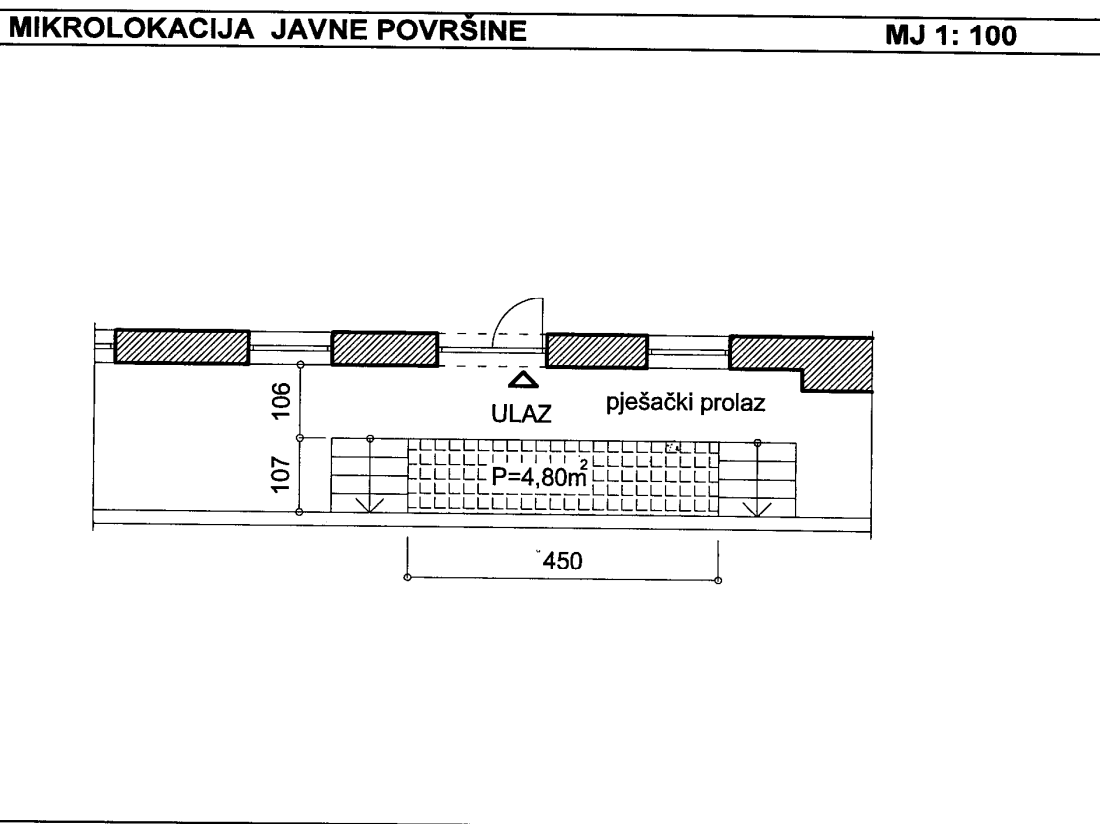 MIKROLOKACIJA JAVNE POVRŠINE
MJ 1: 100
106
ULAZ
pješački prolaz
107
P=4,80m²
450